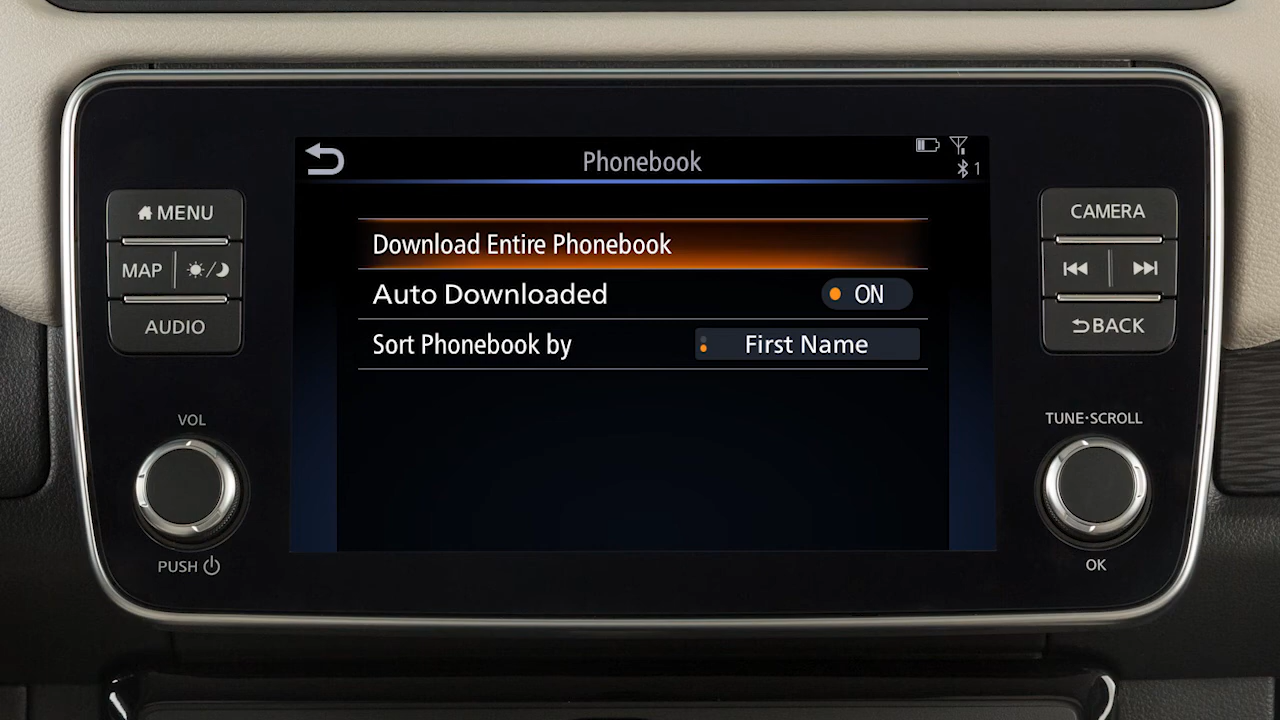 Phonebook
1
MENU
Download Entire Phonebook
CAMERA
MAP
Auto Downloaded ON
AUDIO
Sort Phonebook by First Name
BACK
VOL
TUNE·SCROLL
PUSH
OK